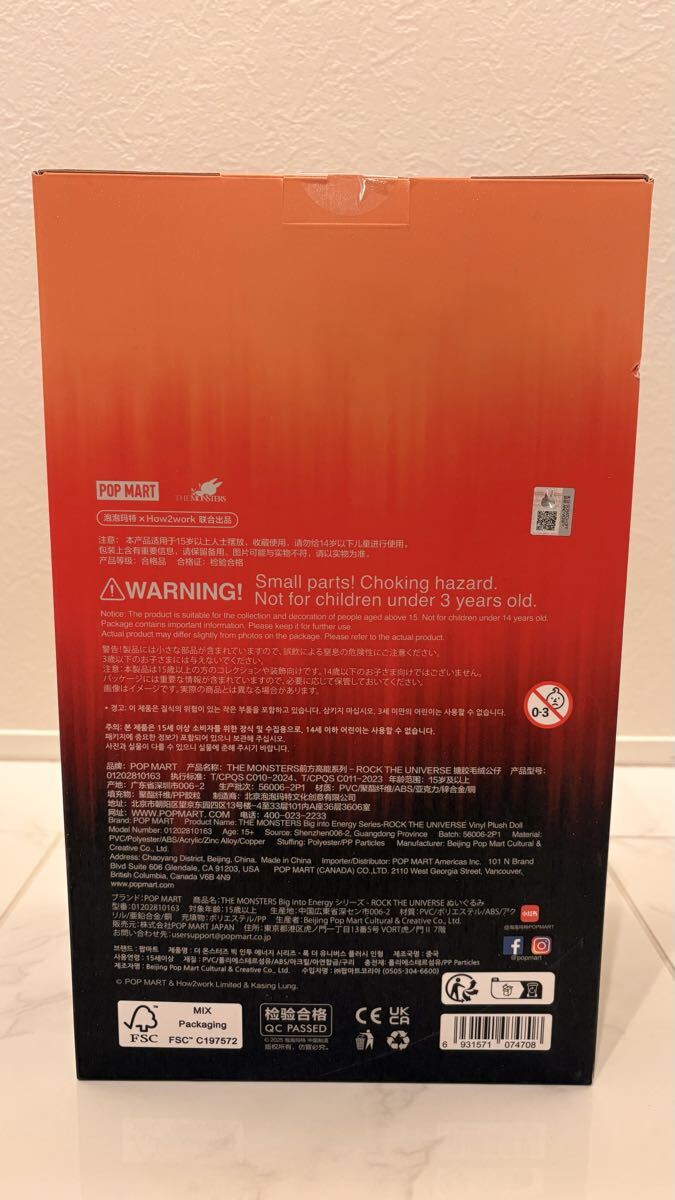 POP MART
THE MONSTERS
泡泡玛特×How2work 联合出品
注意： 本产品适用于15岁以上人士摆放、收藏使用，请勿给14岁以下儿童进行使用。
包装上含有重要信息，请保留备用。图片可能与实物不符，请以实物为准。
产品等级：合格品 合格证：检验合格
⚠WARNING! Small parts! Choking hazard.
Not for children under 3 years old.
Notice: The product is suitable for the collection and decoration of people aged above 15. Not for children under 14 years old.
Package contains important information. Please keep it for further use.
Actual product may differ slightly from photos on the package. Please refer to the actual product.
警告！製品には小さな部品が含まれていますので、誤飲による窒息の危険性にご注意ください。
3歳以下のお子さまには与えないでください。
注意：本製品は15歳以上の方のコレクションや装飾向けです。14歳以下のお子さま向けではございません。
パッケージには重要な情報が含まれていますので、必要に応じて保管しておいてください。
画像はイメージです。実際の商品とは異なる場合があります。
• 경고: 이 제품은 질식의 위험이 있는 작은 부품을 포함하고 있습니다. 삼키지 마십시오. 3세 미만의 어린이는 사용할 수 없습니다.
주의: 본 제품은 15세 이상 소비자를 위한 장식 및 수집용으로, 14세 이하 어린이는 사용할 수 없습니다.
패키지에 중요한 정보가 포함되어 있으니 보관해 주십시오.
사진과 실물이 다를 수 있으니 실물에 준해 주시기 바랍니다.
0-3
品牌：POP MART 产品名称：THE MONSTERS前方高能系列－ROCK THE UNIVERSE 搪胶毛绒公仔 产品型号：
01202810163 执行标准：T/CPQS C010-2024、T/CPQS C011-2023 年龄范围：15岁及以上
产地：广东省深圳市006-2 生产批次：56006-2P1 材质：PVC/聚酯纤维/ABS/亚克力/锌合金/铜
填充物：聚酯纤维/PP胶粒 制造商：北京泡泡玛特文化创意有限公司
地址：北京市朝阳区望京东园四区13号楼-4至33层101内A座36层3606室
WWW.POPMART.COM 电话：400-023-2233
Brand: POP MART Product Name: THE MONSTERS Big into Energy Series-ROCK THE UNIVERSE Vinyl Plush Doll
Model Number: 01202810163 Age: 15+ Source: Shenzhen006-2, Guangdong Province Batch: 56006-2P1 Material:
PVC/Polyester/ABS/Acrylic/Zinc Alloy/Copper Stuffing: Polyester/PP Particles Manufacturer: Beijing Pop Mart Cultural &
Creative Co., Ltd.
Address: Chaoyang District, Beijing, China. Made in China Importer/Distributor: POP MART Americas Inc. 101 N Brand
Blvd Suite 606 Glendale, CA 91203, USA POP MART (CANADA) CO.,LTD. 2110 West Georgia Street, Vancouver,
British Columbia, Canada V6B 4N9
www.popmart.com
ブランド：POP MART 商品名：THE MONSTERS Big into Energy シリーズ - ROCK THE UNIVERSE ぬいぐるみ
型番：01202810163 対象年齢：15歳以上 生産地：中国広東省深セン市006-2 材質：PVC/ポリエステル/ABS/アク
リル/亜鉛合金/銅 充填物：ポリエステル/PP 生産者：Beijing Pop Mart Cultural & Creative Co., Ltd.
販売元：株式会社POP MART JAPAN 住所：東京都港区虎ノ門一丁目13番5号 VORT虎ノ門Ⅱ 7階
お問い合わせ先：usersupport@popmart.co.jp
小红书
@泡泡玛特POPMART
@popmart
브랜드 : 팝마트 제품명 : 더 몬스터즈 빅 인투 에너지 시리즈 - 록 더 유니버스 플러시 인형 제조국명 : 중국
사용연령 : 15세이상 재질 : PVC/폴리에스테르섬유/ABS/아크릴/아연합금/구리 충전재 : 폴리에스테르섬유/PP Particles
제조자명 : Beijing Pop Mart Cultural & Creative Co., Ltd. 수입자명 : ㈜팝마트코리아 (0505-304-6600)
© POP MART & How2work Limited & Kasing Lung.
FSC
MIX
Packaging
FSC™ C197572
检验合格
QC PASSED
© 2025 泡泡玛特 中国制造
版权所有，仿冒必究。
CE UK
CA
6 931571 074708